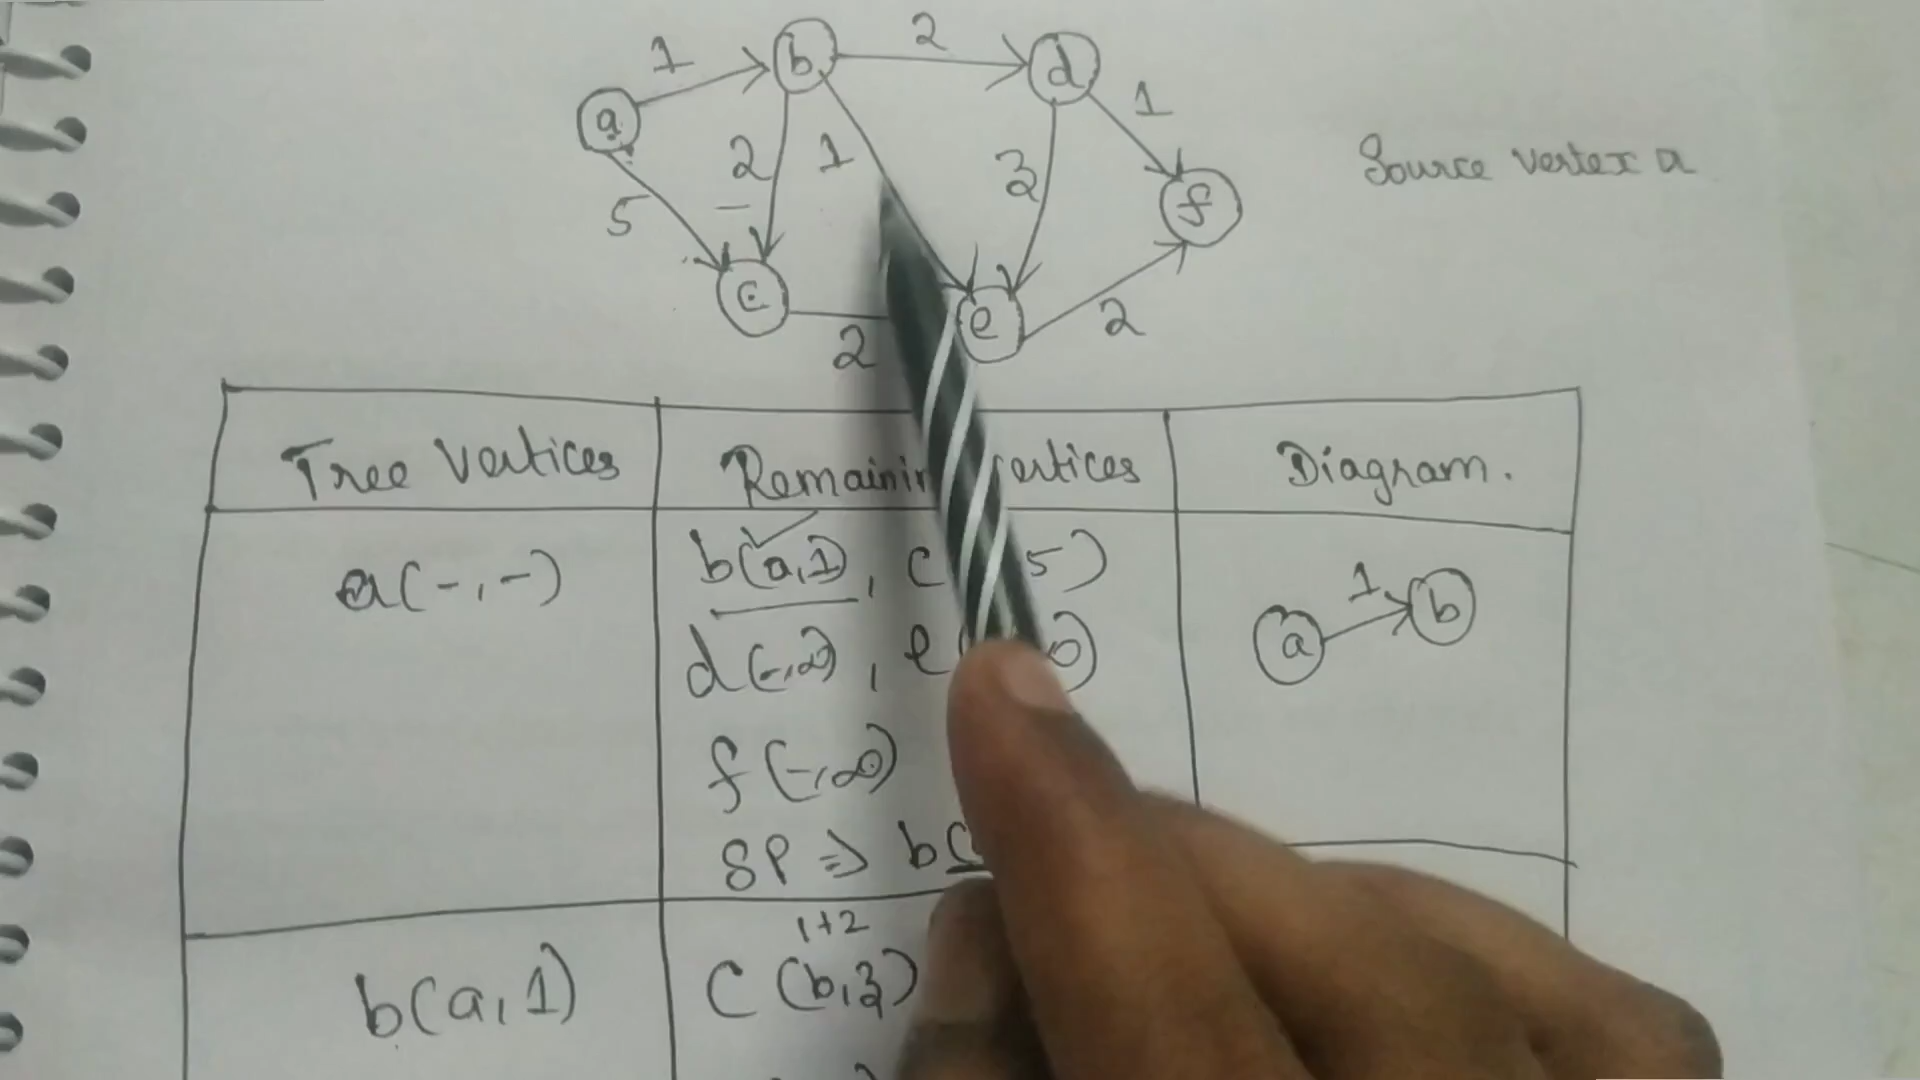 1 b 2 d 1
a 2 1 3 f
5 c 2 e 2
Source vertex a
Tree Vertices
Remainin ertices
Diagram.
a(-,-)
b(a,1), c 5)
d(-,∞), e
f(-,∞)
SP => b(
a 1 b
b(a,1)
1+2
c (b,3)